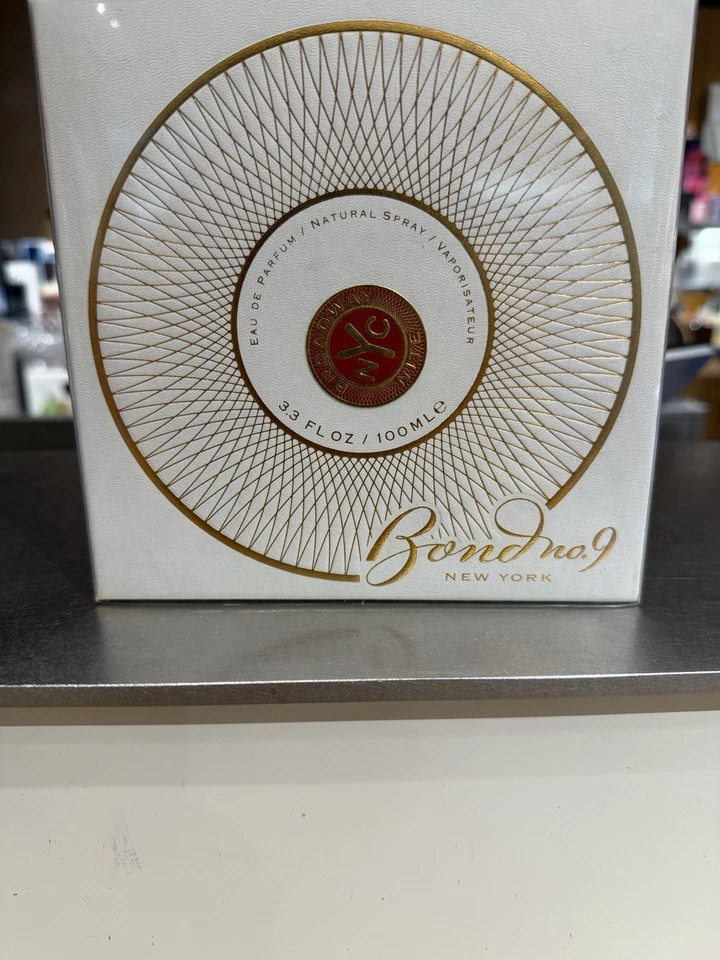 EAU DE PARFUM / NATURAL SPRAY / VAPORISATEUR
BROADWAY
NYC
NITE
3.3 FL OZ / 100ML℮
Bond no.9
NEW YORK